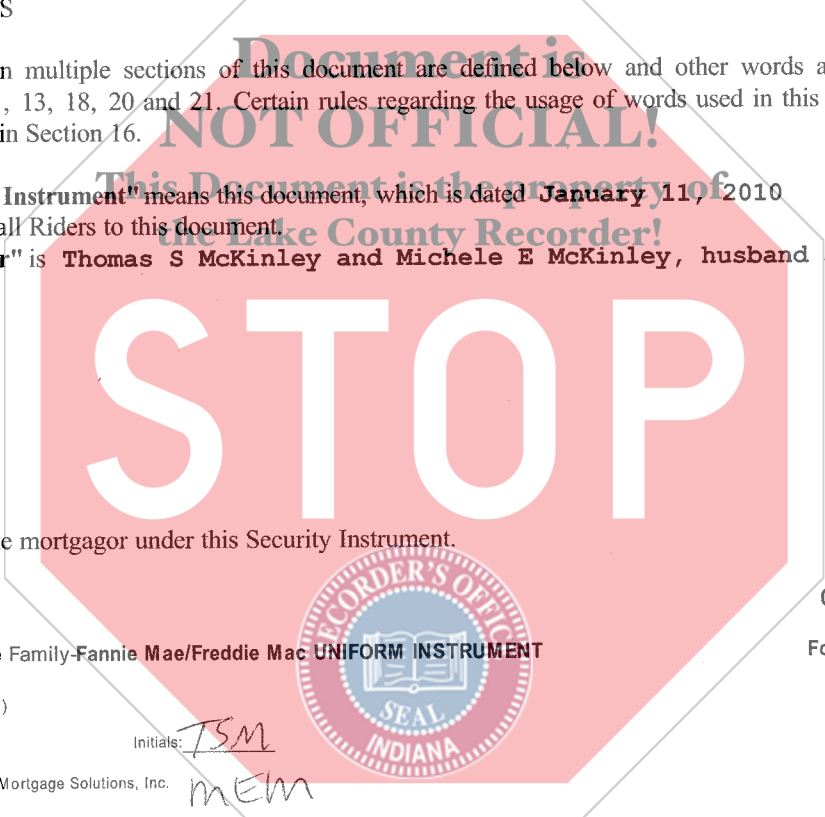 S
Document is
n multiple sections of this document are defined below and other words a
, 13, 18, 20 and 21. Certain rules regarding the usage of words used in this
NOT OFFICIAL!
in Section 16.
This Document is the property of
Instrument" means this document, which is dated January 11, 2010
all Riders to this document.
the Lake County Recorder!
r" is Thomas S McKinley and Michele E McKinley, husband
STOP
e mortgagor under this Security Instrument.
RECORDER'S OFFIC
Family-Fannie Mae/Freddie Mac UNIFORM INSTRUMENT
Fo
)
SEAL
INDIANA
Initials: TSM
Mortgage Solutions, Inc.
MEM